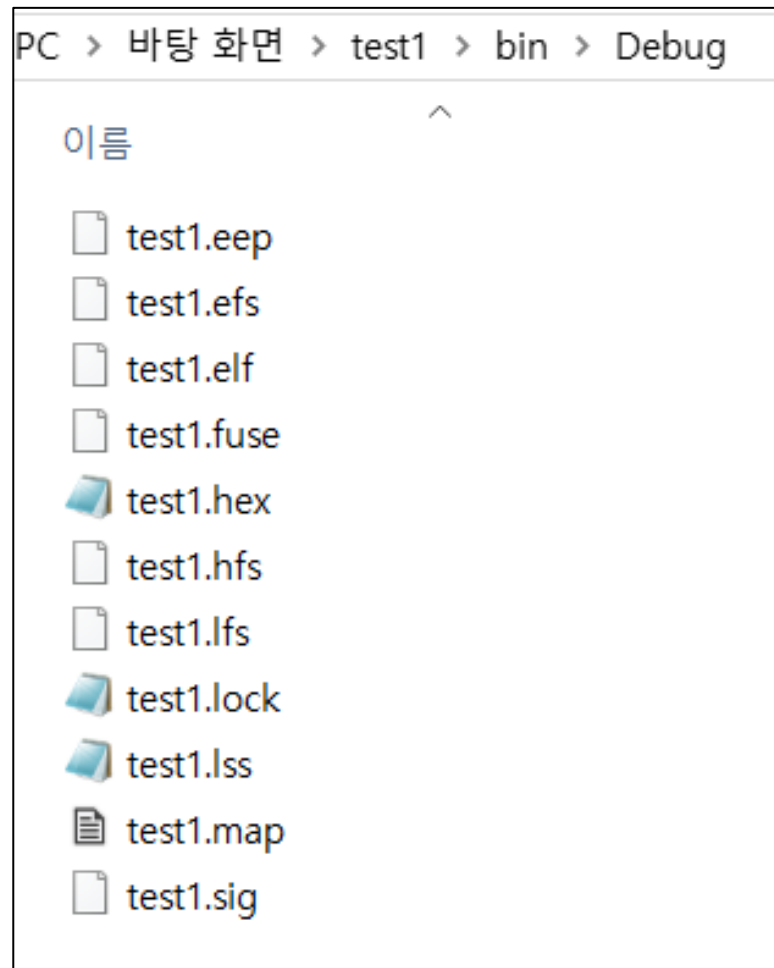 PC > 바탕 화면 > test1 > bin > Debug
이름
test1.eep
test1.efs
test1.elf
test1.fuse
test1.hex
test1.hfs
test1.lfs
test1.lock
test1.lss
test1.map
test1.sig